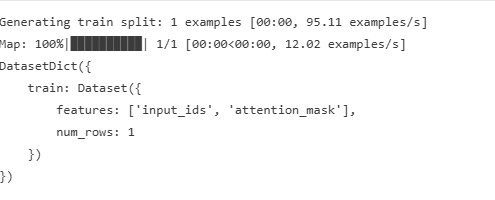 Generating train split: 1 examples [00:00, 95.11 examples/s]
Map: 100%|██████████| 1/1 [00:00<00:00, 12.02 examples/s]
DatasetDict({
    train: Dataset({
        features: ['input_ids', 'attention_mask'],
        num_rows: 1
    })
})